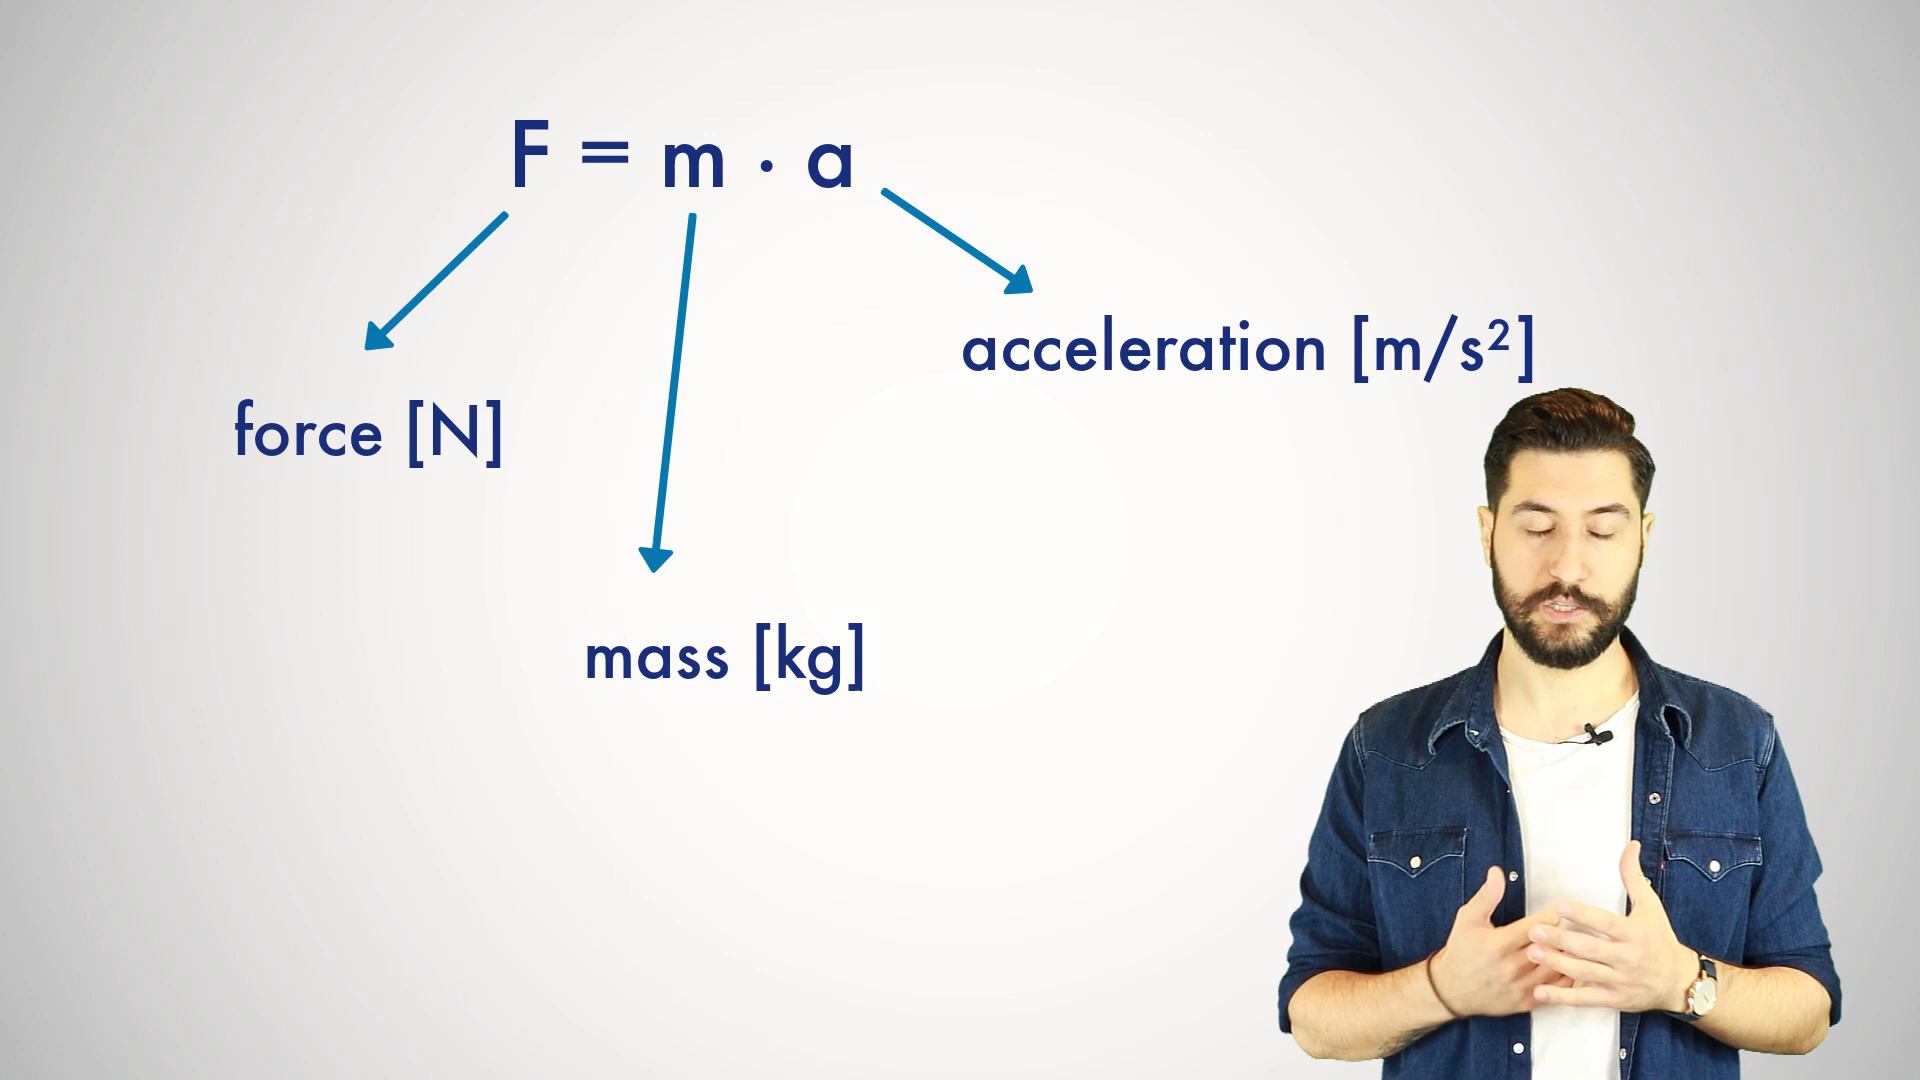 F = m · a
acceleration [m/s²]
force [N]
mass [kg]